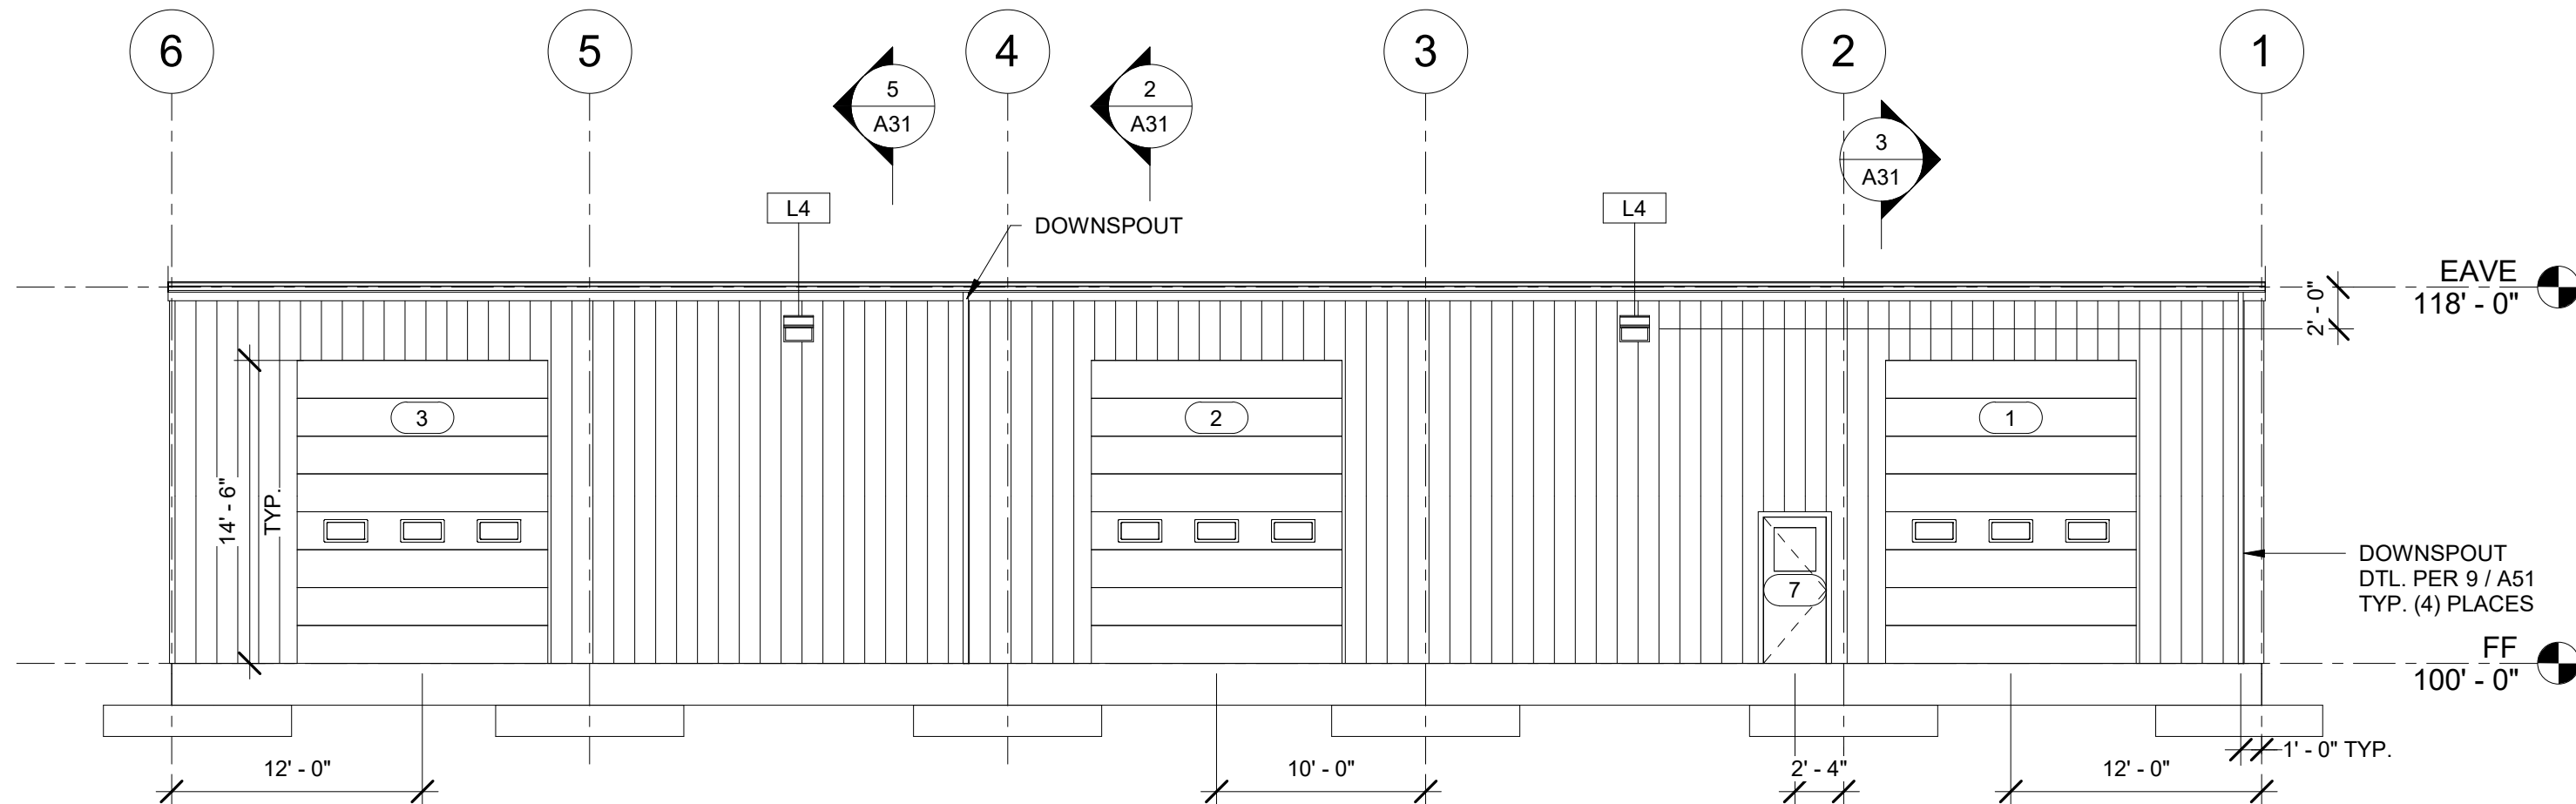 6
5
4
3
2
1
5
A31
2
A31
3
A31
L4
DOWNSPOUT
L4
EAVE
118' - 0"
2' - 0"
3
2
1
14' - 6"
TYP.
7
DOWNSPOUT
DTL. PER 9 / A51
TYP. (4) PLACES
FF
100' - 0"
1' - 0" TYP.
12' - 0"
10' - 0"
2' - 4"
12' - 0"